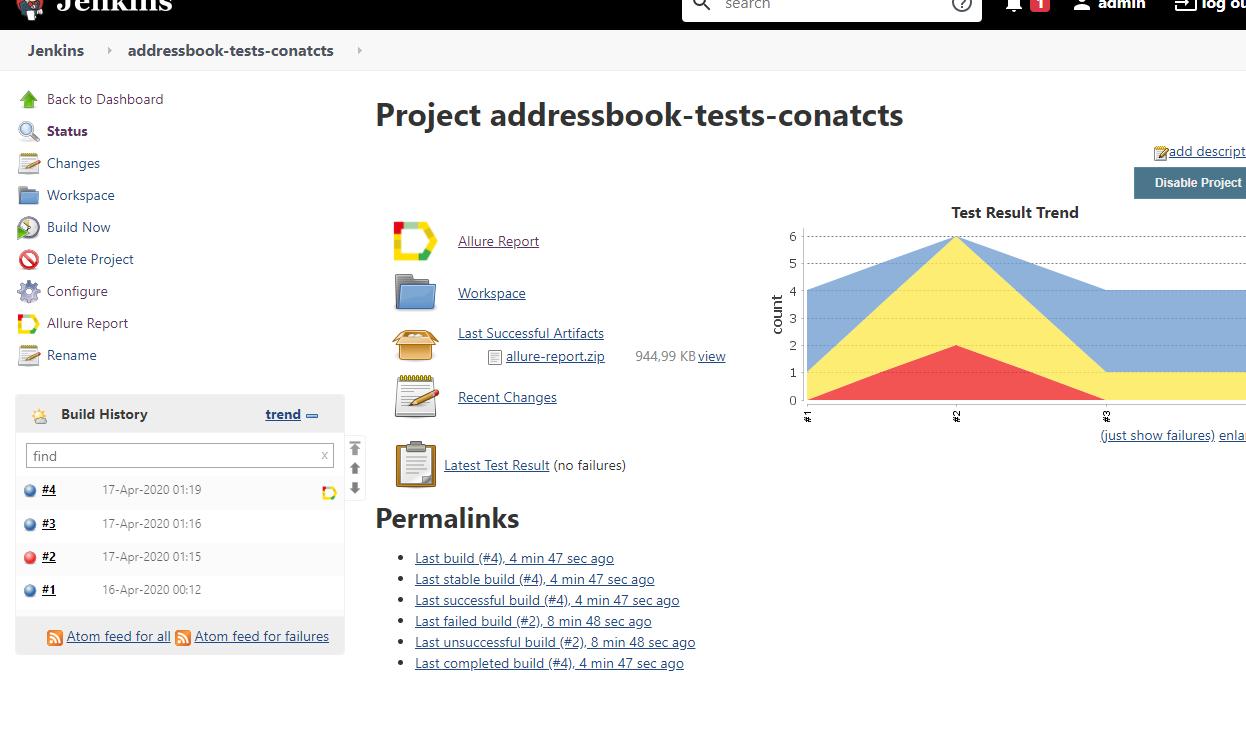 Jenkins
search
1
admin
log ou
Jenkins
addressbook-tests-conatcts
Back to Dashboard
Status
Changes
Workspace
Build Now
Delete Project
Configure
Allure Report
Rename
Build History
trend
find
x
#4 17-Apr-2020 01:19
#3 17-Apr-2020 01:16
#2 17-Apr-2020 01:15
#1 16-Apr-2020 00:12
Atom feed for all
Atom feed for failures
Project addressbook-tests-conatcts
add descript
Disable Project
Allure Report
Workspace
Last Successful Artifacts
allure-report.zip 944,99 KB view
Recent Changes
Latest Test Result (no failures)
Test Result Trend
count
6
5
4
3
2
1
0
#1
#2
#3
(just show failures) enla
Permalinks
Last build (#4), 4 min 47 sec ago
Last stable build (#4), 4 min 47 sec ago
Last successful build (#4), 4 min 47 sec ago
Last failed build (#2), 8 min 48 sec ago
Last unsuccessful build (#2), 8 min 48 sec ago
Last completed build (#4), 4 min 47 sec ago